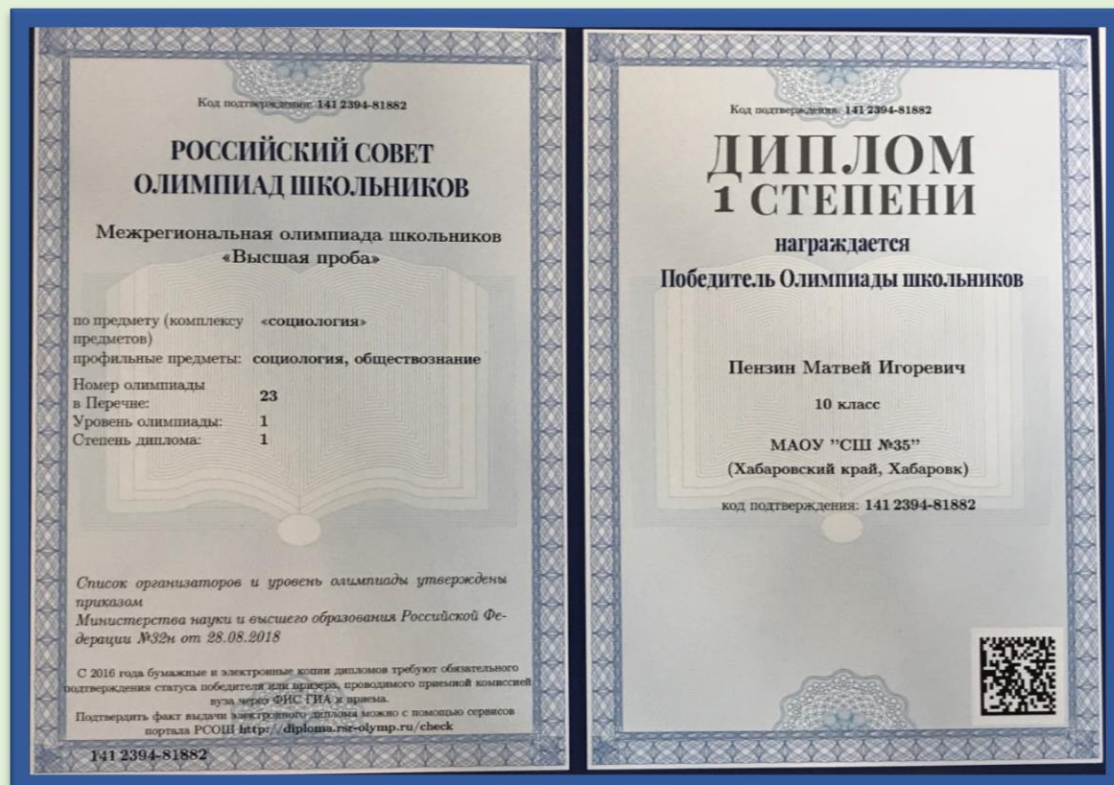 Код подтверждения: 141 2394-81882
РОССИЙСКИЙ СОВЕТ
ОЛИМПИАД ШКОЛЬНИКОВ
Межрегиональная олимпиада школьников
«Высшая проба»
по предмету (комплексу предметов) «социология»
профильные предметы: социология, обществознание
Номер олимпиады
в Перечне: 23
Уровень олимпиады: 1
Степень диплома: 1
Список организаторов и уровень олимпиады утверждены
приказом
Министерства науки и высшего образования Российской Фе-
дерации №32н от 28.08.2018
С 2016 года бумажные и электронные копии дипломов требуют обязательного
подтверждения статуса победителя или призера, проводимого приемной комиссией
вуза через ФИС ГИА и приема.
Подтвердить факт выдачи электронного диплома можно с помощью сервисов
портала РСОШ http://diploma.rsr-olymp.ru/check
141 2394-81882
Код подтверждения: 141 2394-81882
ДИПЛОМ
1 СТЕПЕНИ
награждается
Победитель Олимпиады школьников
Пензин Матвей Игоревич
10 класс
МАОУ "СШ №35"
(Хабаровский край, Хабаровк)
код подтверждения: 141 2394-81882